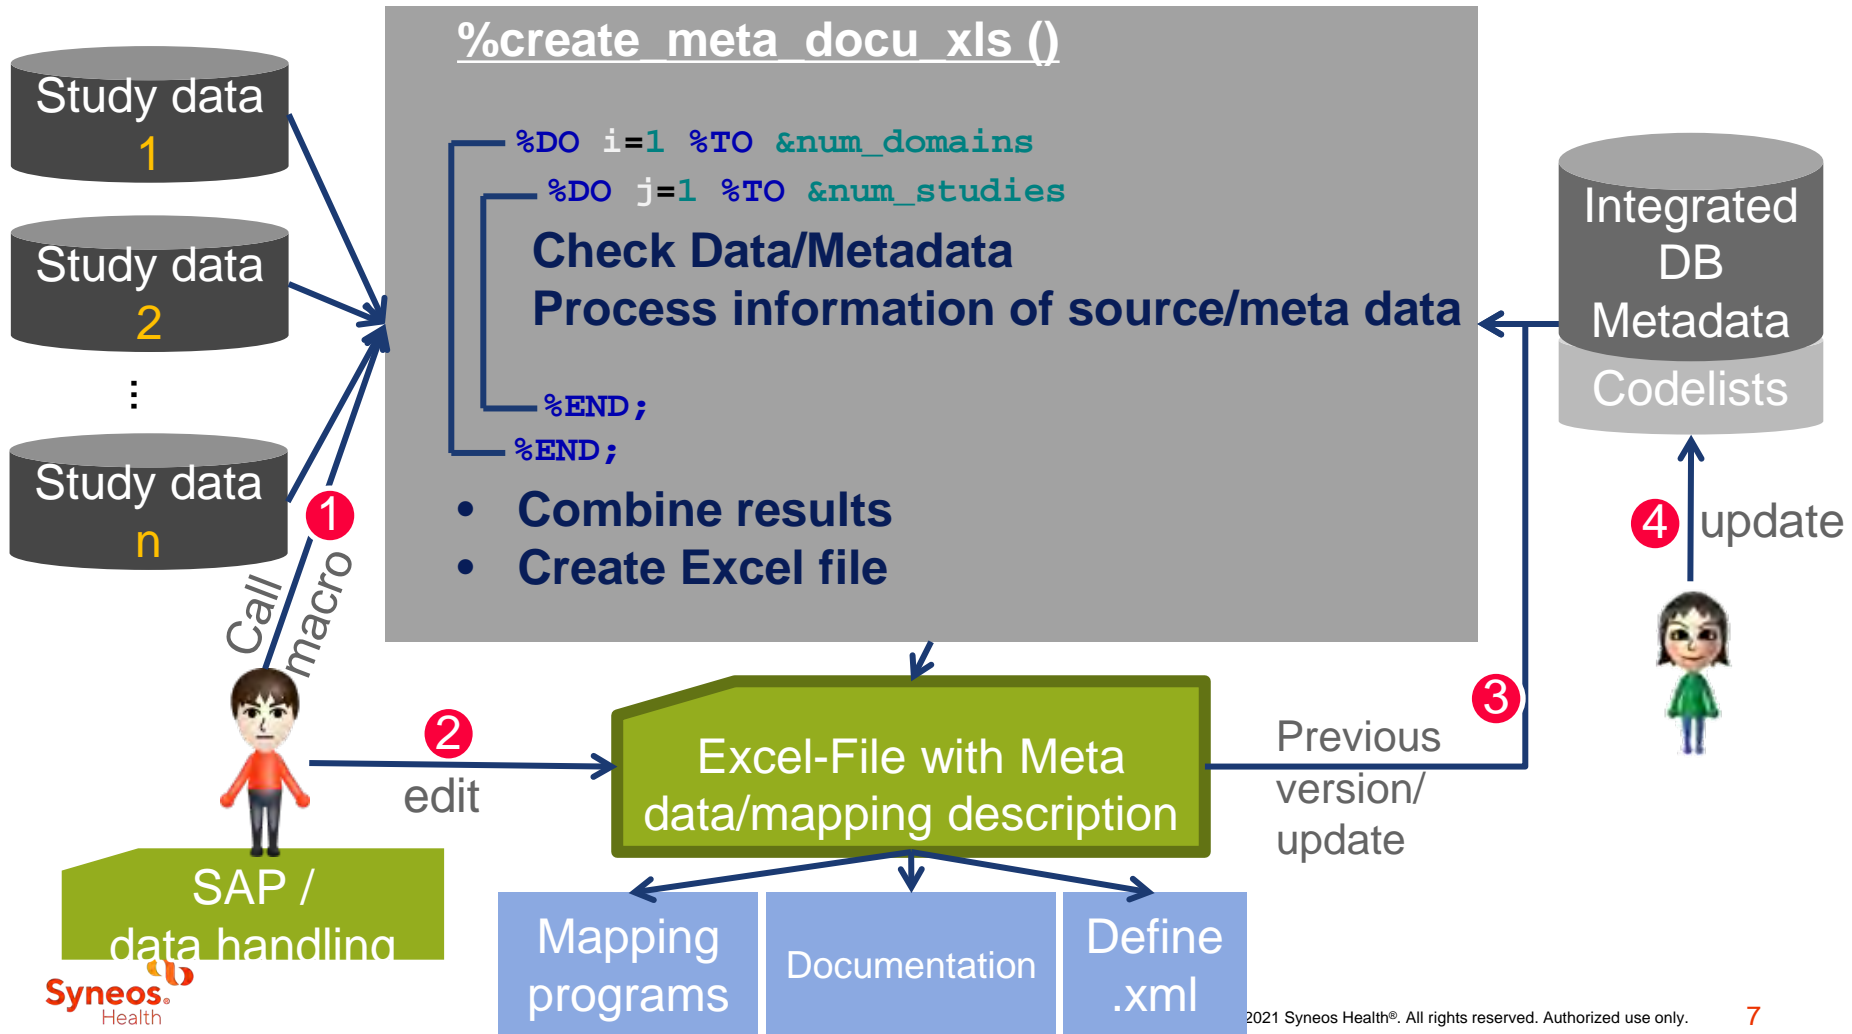 %create_meta_docu_xls ()
Study data
1
Study data
2
...
Study data
n
%DO i=1 %TO &num_domains
%DO j=1 %TO &num_studies
Check Data/Metadata
Process information of source/meta data
%END;
%END;
• Combine results
• Create Excel file
Integrated
DB
Metadata
Codelists
1
Call
macro
4
update
2
edit
3
Excel-File with Meta
data/mapping description
Previous
version/
update
SAP /
data handling
Mapping
programs
Documentation
Define
.xml
Syneos.
Health
2021 Syneos Health®. All rights reserved. Authorized use only.
7